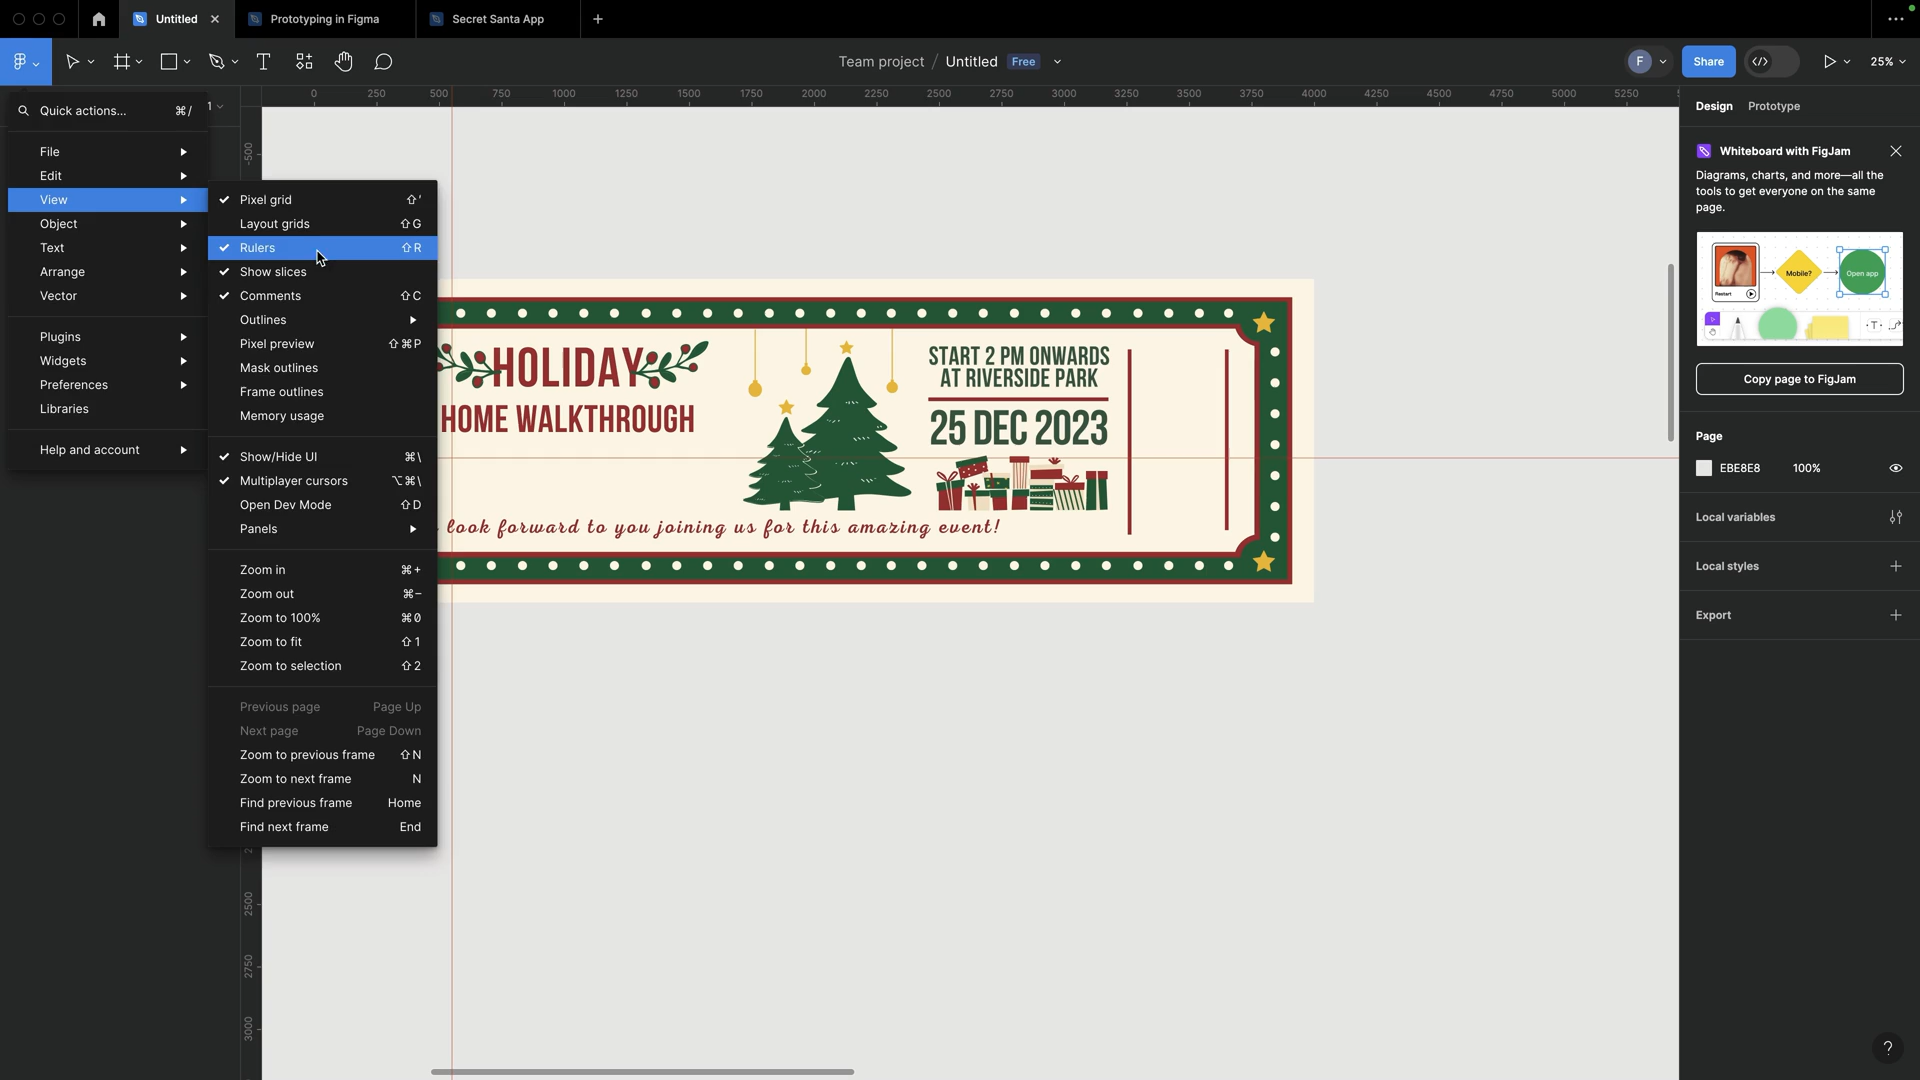 Untitled
Prototyping in Figma
Secret Santa App
Team project / Untitled Free
F
Share
25%
Quick actions... ⌘/
File
Edit
View
Object
Text
Arrange
Vector
Plugins
Widgets
Preferences
Libraries
Help and account
Pixel grid ⇧'
Layout grids ⇧G
Rulers ⇧R
Show slices
Comments ⇧C
Outlines
Pixel preview ⇧⌘P
Mask outlines
Frame outlines
Memory usage
Show/Hide UI ⌘\
Multiplayer cursors ⌥⌘\
Open Dev Mode ⇧D
Panels
Zoom in ⌘+
Zoom out ⌘−
Zoom to 100% ⌘0
Zoom to fit ⇧1
Zoom to selection ⇧2
Previous page Page Up
Next page Page Down
Zoom to previous frame ⇧N
Zoom to next frame N
Find previous frame Home
Find next frame End
0 250 500 750 1000 1250 1500 1750 2000 2250 2500 2750 3000 3250 3500 3750 4000 4250 4500 4750 5000 5250
-500
2500
2750
3000
HOLIDAY
HOME WALKTHROUGH
START 2 PM ONWARDS
AT RIVERSIDE PARK
25 DEC 2023
look forward to you joining us for this amazing event!
Design Prototype
Whiteboard with FigJam
Diagrams, charts, and more—all the
tools to get everyone on the same
page.
Restart
Mobile?
Open app
Copy page to FigJam
Page
EBE8E8 100%
Local variables
Local styles
Export
?